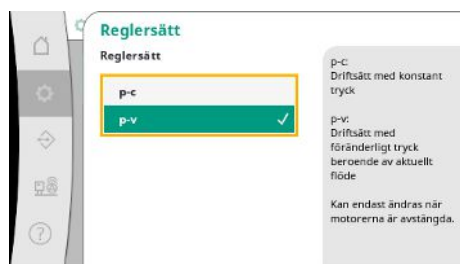 Reglersätt
Reglersätt
p-c
p-v
p-c:
Driftsätt med konstant
tryck
p-v:
Driftsätt med
föränderligt tryck
beroende av aktuellt
flöde
Kan endast ändras när
motorerna är avstängda.
?